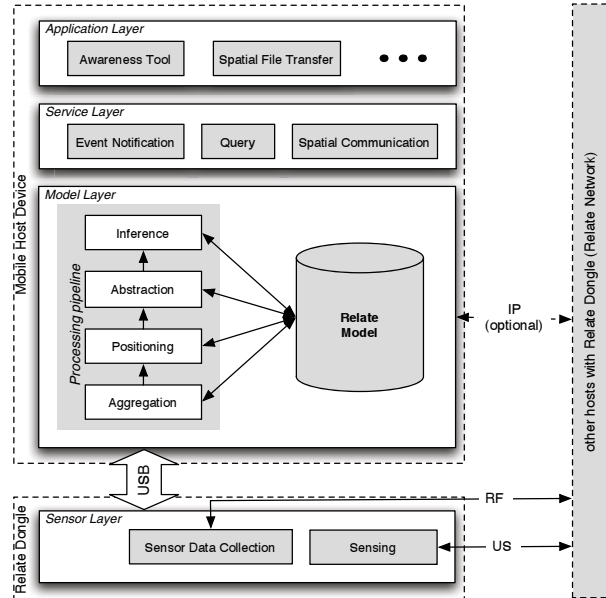 Application Layer
Awareness Tool
Spatial File Transfer
Service Layer
Event Notification
Query
Spatial Communication
Mobile Host Device
Model Layer
Processing pipeline
Inference
Abstraction
Positioning
Aggregation
Relate
Model
IP
(optional)
other hosts with Relate Dongle (Relate Network)
USB
Relate Dongle
Sensor Layer
Sensor Data Collection
Sensing
RF
US